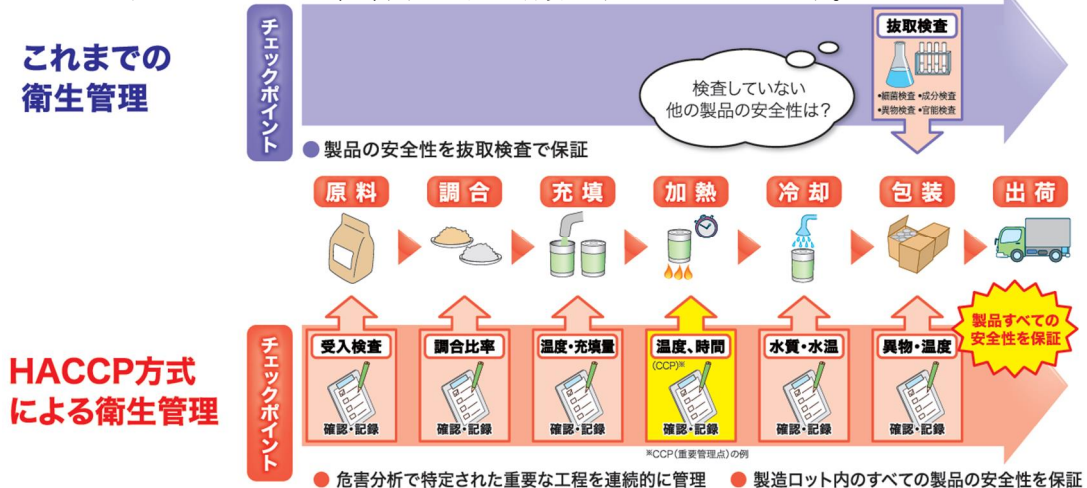 これまでの
衛生管理
チェックポイント
検査していない
他の製品の安全性は？
抜取検査
•細菌検査 •成分検査
•異物検査 •官能検査
●製品の安全性を抜取検査で保証
原料
調合
充填
加熱
冷却
包装
出荷
HACCP方式
による衛生管理
チェックポイント
受入検査
確認・記録
調合比率
確認・記録
温度・充填量
確認・記録
温度、時間
(CCP)※
確認・記録
水質・水温
確認・記録
異物・温度
確認・記録
製品すべての
安全性を保証
※CCP（重要管理点）の例
●危害分析で特定された重要な工程を連続的に管理
●製造ロット内のすべての製品の安全性を保証